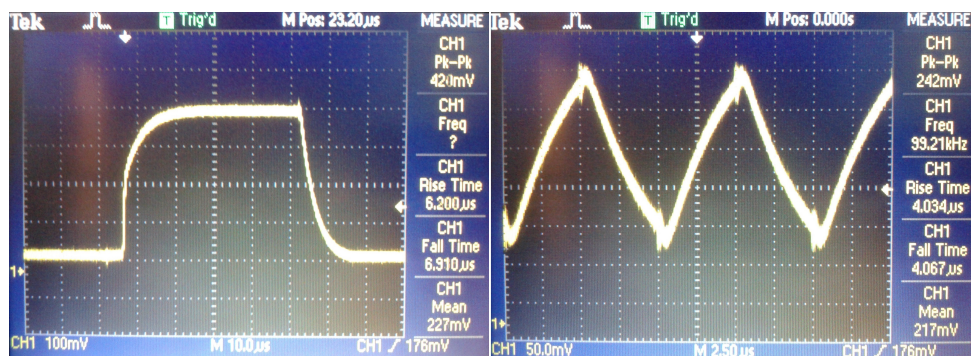 Tek T Trig'd M Pos: 23.20µs MEASURE
CH1
Pk-Pk
420mV
CH1
Freq
?
CH1
Rise Time
6.200µs
CH1
Fall Time
6.910µs
CH1
Mean
227mV
1
CH1 100mV M 10.0µs CH1 176mV
Tek T Trig'd M Pos: 0.000s MEASURE
CH1
Pk-Pk
242mV
CH1
Freq
99.21kHz
CH1
Rise Time
4.034µs
CH1
Fall Time
4.067µs
CH1
Mean
217mV
1
CH1 50.0mV M 2.50µs CH1 176mV